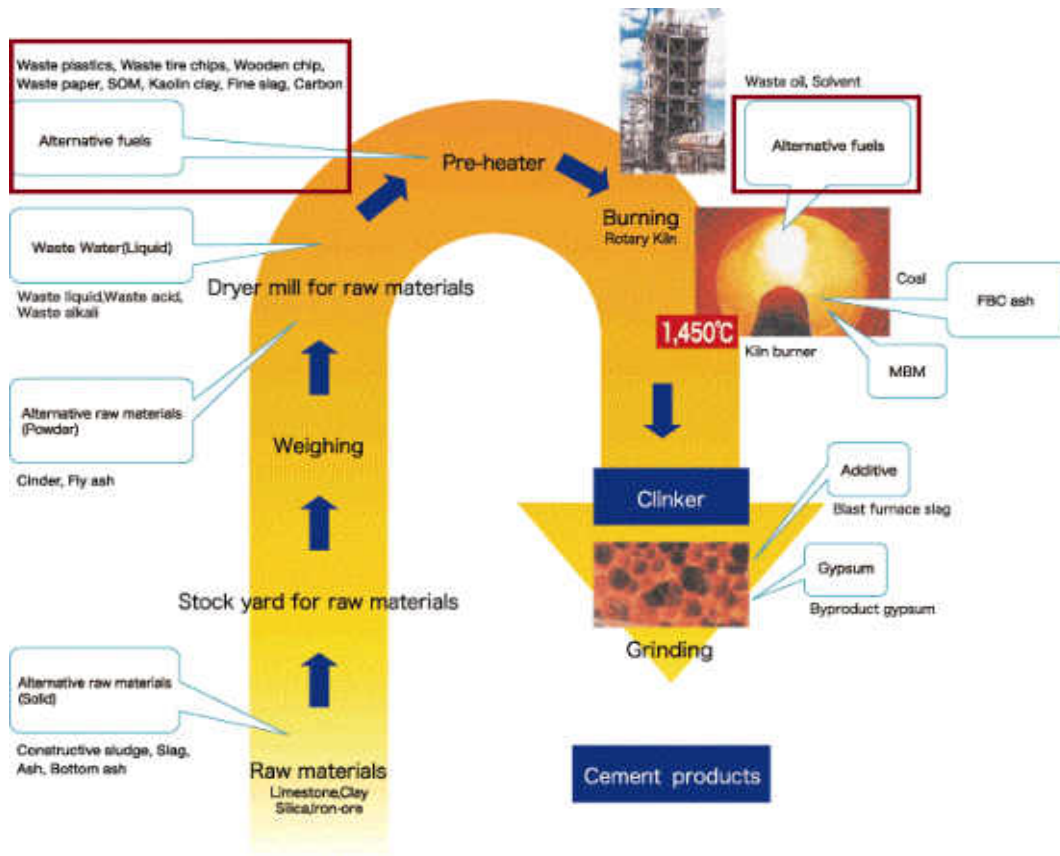 Waste plastics, Waste tire chips, Wooden chip,
Waste paper, SOM, Kaolin clay, Fine slag, Carbon
Alternative fuels
Pre-heater
Waste oil, Solvent
Alternative fuels
Burning
Rotary Kiln
Waste Water(Liquid)
Waste liquid,Waste acid,
Waste alkali
Dryer mill for raw materials
Coal
FBC ash
1,450℃
Kiln burner
MBM
Alternative raw materials
(Powder)
Cinder, Fly ash
Weighing
Clinker
Additive
Blast furnace slag
Gypsum
Byproduct gypsum
Stock yard for raw materials
Grinding
Alternative raw materials
(Solid)
Constructive sludge, Slag,
Ash, Bottom ash
Raw materials
Limestone,Clay
Silica,Iron-ore
Cement products